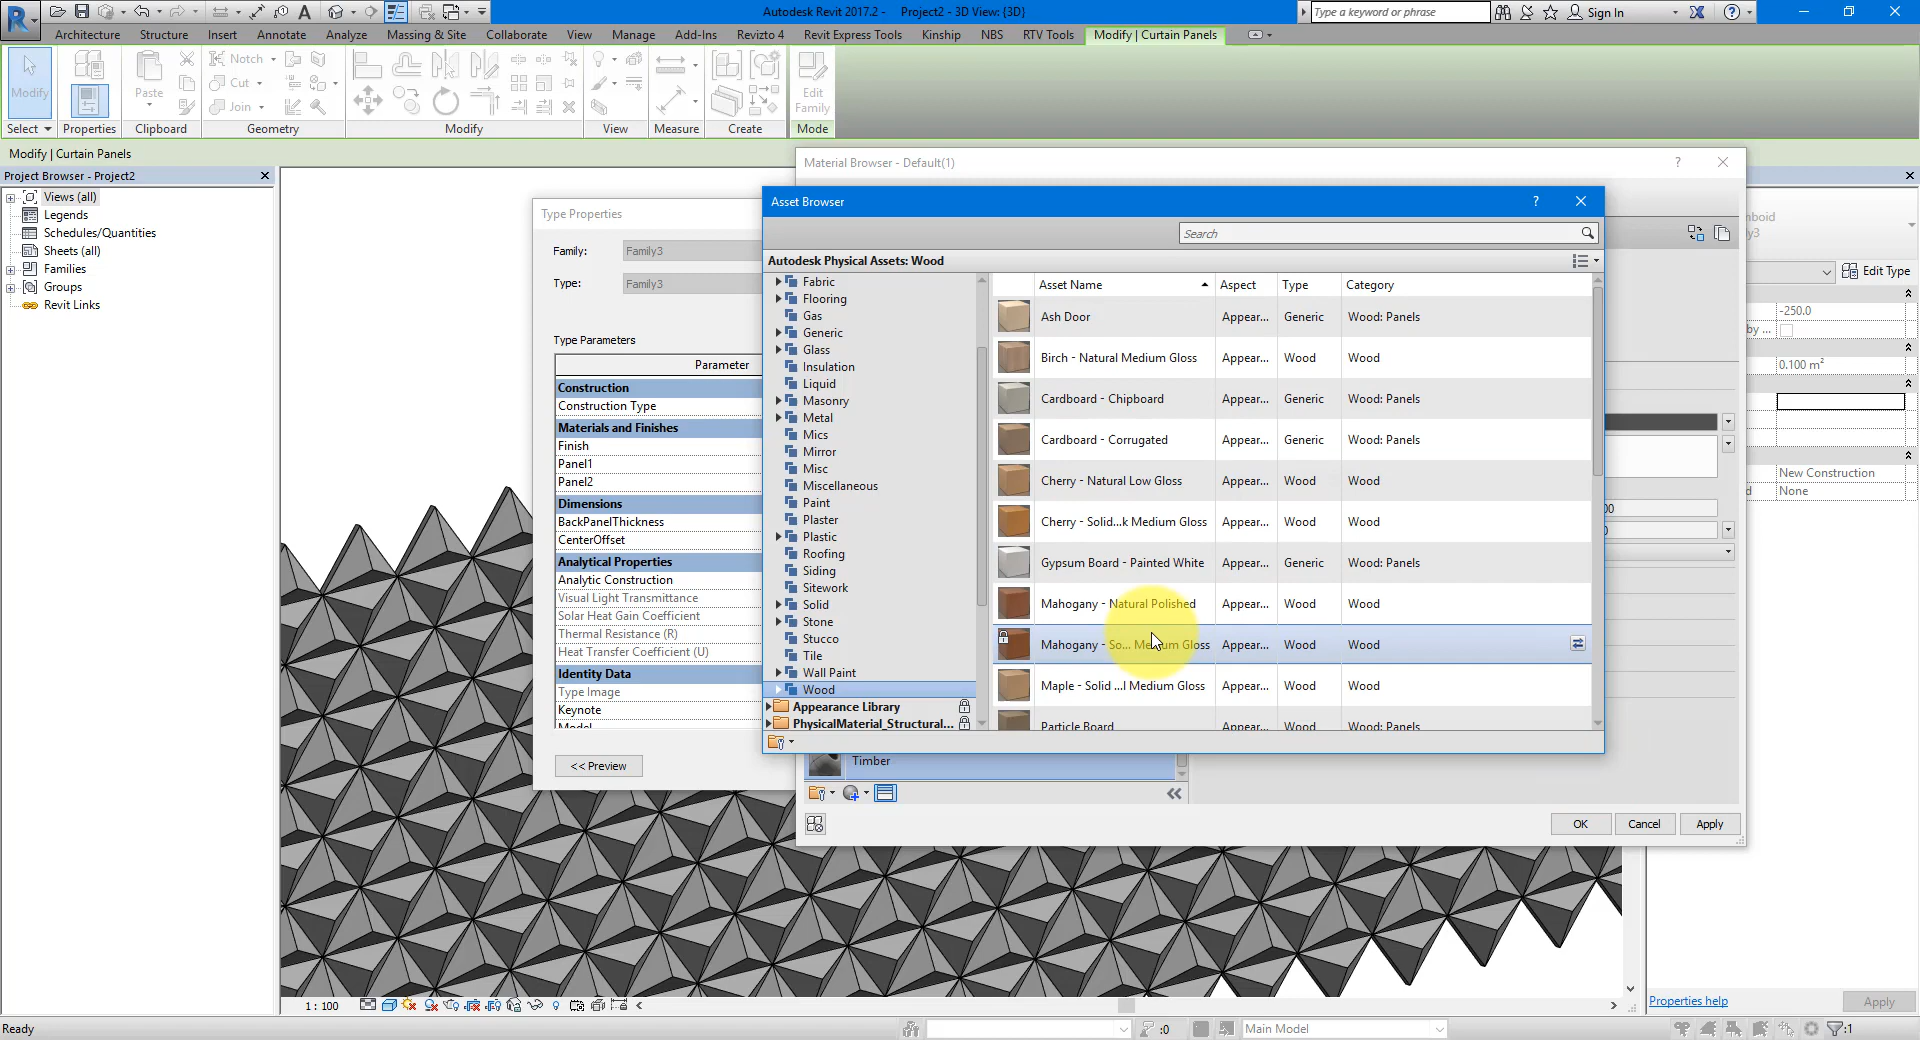 Autodesk Revit 2017.2 - Project2 - 3D View: {3D}
Type a keyword or phrase
Sign In
Architecture Structure Insert Annotate Analyze Massing & Site Collaborate View Manage Add-Ins Revizto 4 Revit Express Tools Kinship NBS RTV Tools Modify | Curtain Panels
Modify
Paste
Notch
Cut
Join
Edit
Family
Select Properties Clipboard Geometry Modify View Measure Create Mode
Modify | Curtain Panels
Project Browser - Project2
Views (all)
Legends
Schedules/Quantities
Sheets (all)
Families
Groups
Revit Links
Type Properties
Family: Family3
Type: Family3
Type Parameters
Parameter
Construction
Construction Type
Materials and Finishes
Finish
Panel1
Panel2
Dimensions
BackPanelThickness
CenterOffset
Analytical Properties
Analytic Construction
Visual Light Transmittance
Solar Heat Gain Coefficient
Thermal Resistance (R)
Heat Transfer Coefficient (U)
Identity Data
Type Image
Keynote
Model
<< Preview
Material Browser - Default(1)
Asset Browser
Search
Autodesk Physical Assets: Wood
Fabric
Flooring
Gas
Generic
Glass
Insulation
Liquid
Masonry
Metal
Mics
Mirror
Misc
Miscellaneous
Paint
Plaster
Plastic
Roofing
Siding
Sitework
Solid
Stone
Stucco
Tile
Wall Paint
Wood
Appearance Library
PhysicalMaterial_Structural...
Asset Name Aspect Type Category
Ash Door Appear... Generic Wood: Panels
Birch - Natural Medium Gloss Appear... Wood Wood
Cardboard - Chipboard Appear... Generic Wood: Panels
Cardboard - Corrugated Appear... Generic Wood: Panels
Cherry - Natural Low Gloss Appear... Wood Wood
Cherry - Solid...k Medium Gloss Appear... Wood Wood
Gypsum Board - Painted White Appear... Generic Wood: Panels
Mahogany - Natural Polished Appear... Wood Wood
Mahogany - So... Medium Gloss Appear... Wood Wood
Maple - Solid ...l Medium Gloss Appear... Wood Wood
Particle Board Appear... Wood Wood: Panels
Timber
OK Cancel Apply
Edit Type
-250.0
by ...
0.100 m²
New Construction
None
Properties help
Apply
1 : 100
Ready
:0
Main Model
:1